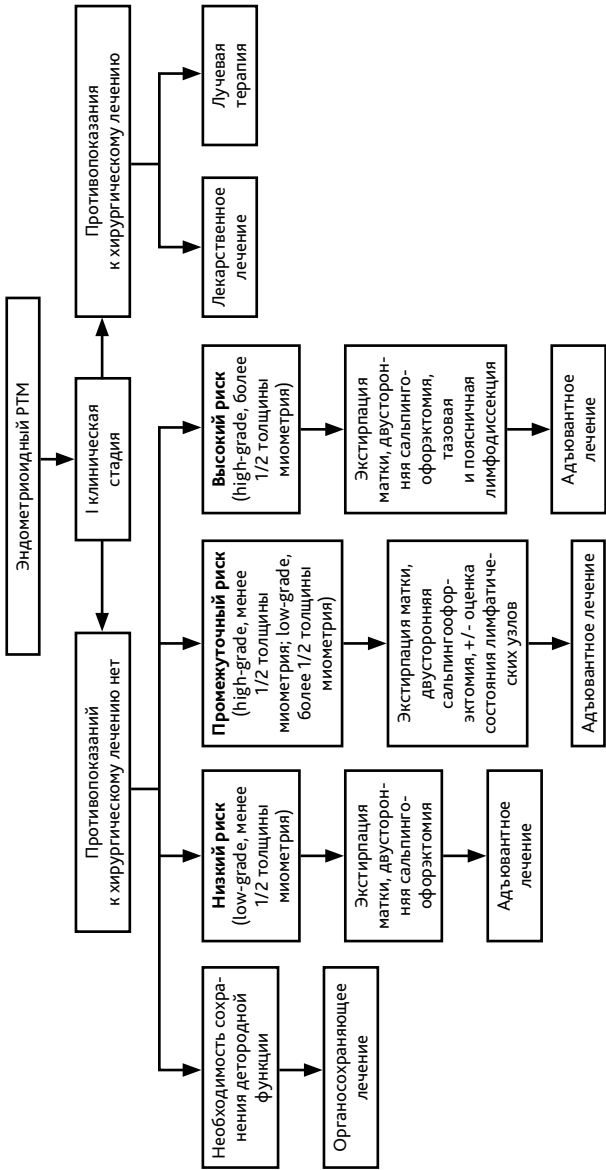 Эндометриоидный РТМ
I клиническая
стадия
Противопоказаний
к хирургическому лечению нет
Противопоказания
к хирургическому лечению
Необходимость сохра-
нения детородной
функции
Органосохраняющее
лечение
Низкий риск
(low-grade, менее
1/2 толщины
миометрия)
Экстирпация
матки, двусторон-
няя сальпинго-
офорэктомия
Адъювантное
лечение
Промежуточный риск
(high-grade, менее
1/2 толщины
миометрия; low-grade,
более 1/2 толщины
миометрия)
Экстирпация матки,
двусторонняя
сальпингоофор-
эктомия, +/- оценка
состояния лимфатиче-
ских узлов
Адъювантное лечение
Высокий риск
(high-grade, более
1/2 толщины
миометрия)
Экстирпация
матки, двусторон-
няя сальпинго-
офорэктомия,
тазовая
и поясничная
лимфодиссекция
Адъювантное
лечение
Лекарственное
лечение
Лучевая
терапия